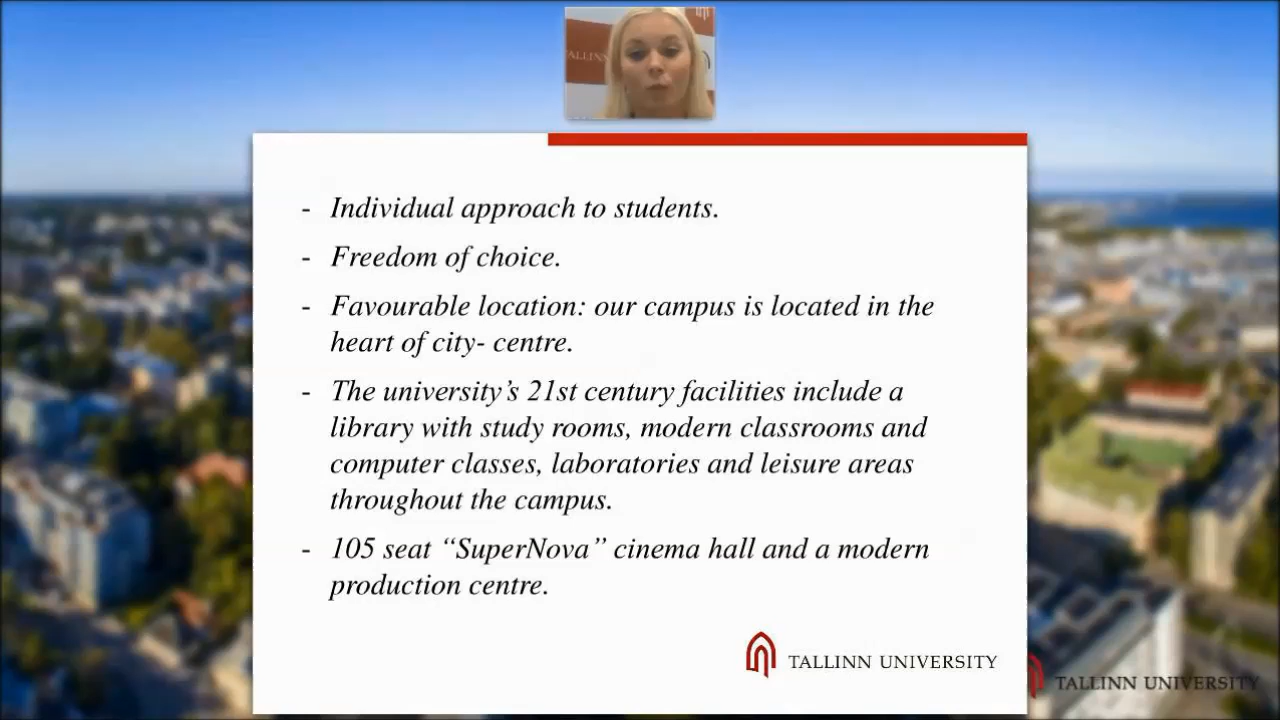 TALLINN
- Individual approach to students.
- Freedom of choice.
- Favourable location: our campus is located in the
heart of city- centre.
- The university’s 21st century facilities include a
library with study rooms, modern classrooms and
computer classes, laboratories and leisure areas
throughout the campus.
- 105 seat “SuperNova” cinema hall and a modern
production centre.
TALLINN UNIVERSITY
TALLINN UNIVERSITY